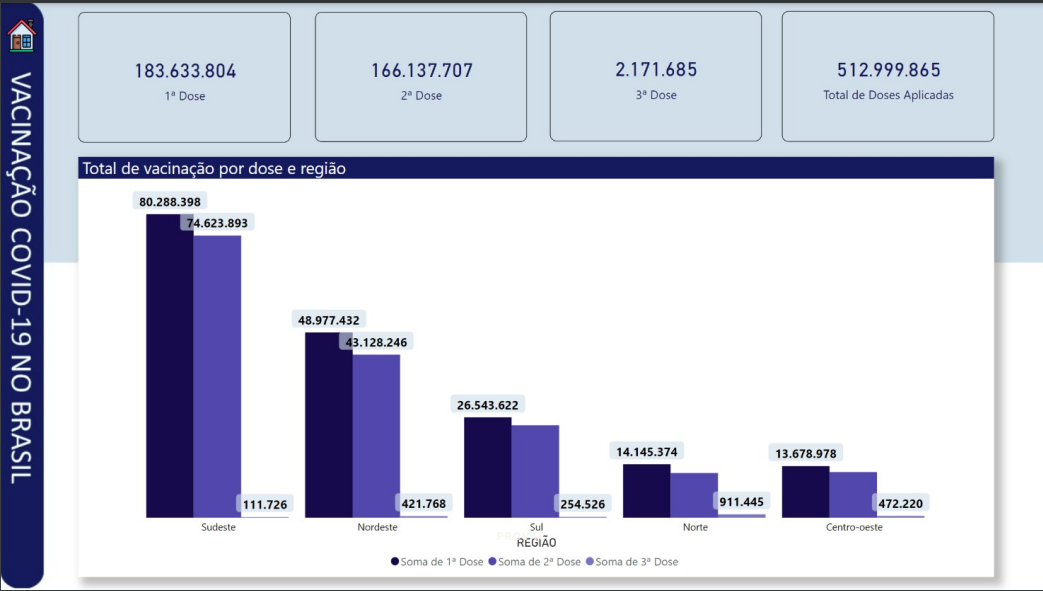 VACINAÇÃO COVID-19 NO BRASIL
183.633.804
1ª Dose
166.137.707
2ª Dose
2.171.685
3ª Dose
512.999.865
Total de Doses Aplicadas
Total de vacinação por dose e região
80.288.398
74.623.893
111.726
48.977.432
43.128.246
421.768
26.543.622
254.526
14.145.374
911.445
13.678.978
472.220
Sudeste
Nordeste
Sul
Norte
Centro-oeste
REGIÃO
Soma de 1ª Dose
Soma de 2ª Dose
Soma de 3ª Dose